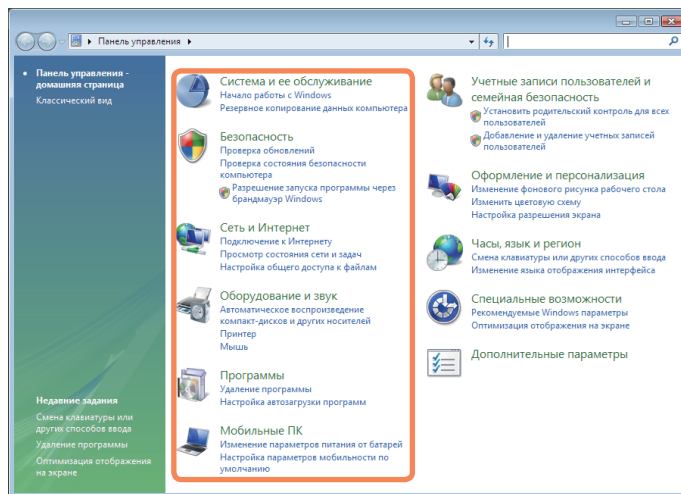 Панель управления
Панель управления -
домашняя страница
Классический вид
Недавние задания
Смена клавиатуры или
других способов ввода
Удаление программы
Оптимизация отображения
на экране
Система и ее обслуживание
Начало работы с Windows
Резервное копирование данных компьютера
Безопасность
Проверка обновлений
Проверка состояния безопасности
компьютера
Разрешение запуска программы через
брандмауэр Windows
Сеть и Интернет
Подключение к Интернету
Просмотр состояния сети и задач
Настройка общего доступа к файлам
Оборудование и звук
Автоматическое воспроизведение
компакт-дисков и других носителей
Принтер
Мышь
Программы
Удаление программы
Настройка автозагрузки программ
Мобильные ПК
Изменение параметров питания от батарей
Настройка параметров мобильности по
умолчанию
Учетные записи пользователей и
семейная безопасность
Установить родительский контроль для всех
пользователей
Добавление и удаление учетных записей
пользователей
Оформление и персонализация
Изменение фонового рисунка рабочего стола
Изменить цветовую схему
Настройка разрешения экрана
Часы, язык и регион
Смена клавиатуры или других способов ввода
Изменение языка отображения интерфейса
Специальные возможности
Рекомендуемые Windows параметры
Оптимизация отображения на экране
Дополнительные параметры